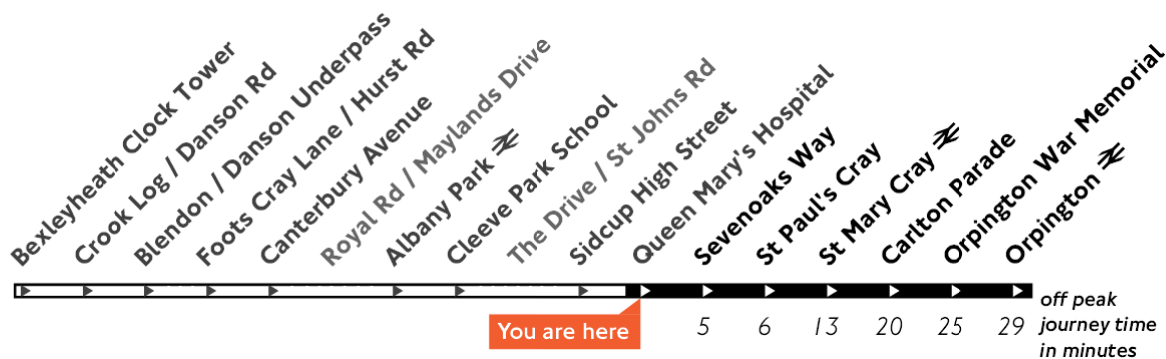 Bexleyheath Clock Tower
Crook Log / Danson Rd
Blendon / Danson Underpass
Foots Cray Lane / Hurst Rd
Canterbury Avenue
Royal Rd / Maylands Drive
Albany Park
Cleeve Park School
The Drive / St Johns Rd
Sidcup High Street
Queen Mary's Hospital
Sevenoaks Way
St Paul's Cray
St Mary Cray
Carlton Parade
Orpington War Memorial
Orpington
You are here
5 6 13 20 25 29
off peak
journey time
in minutes